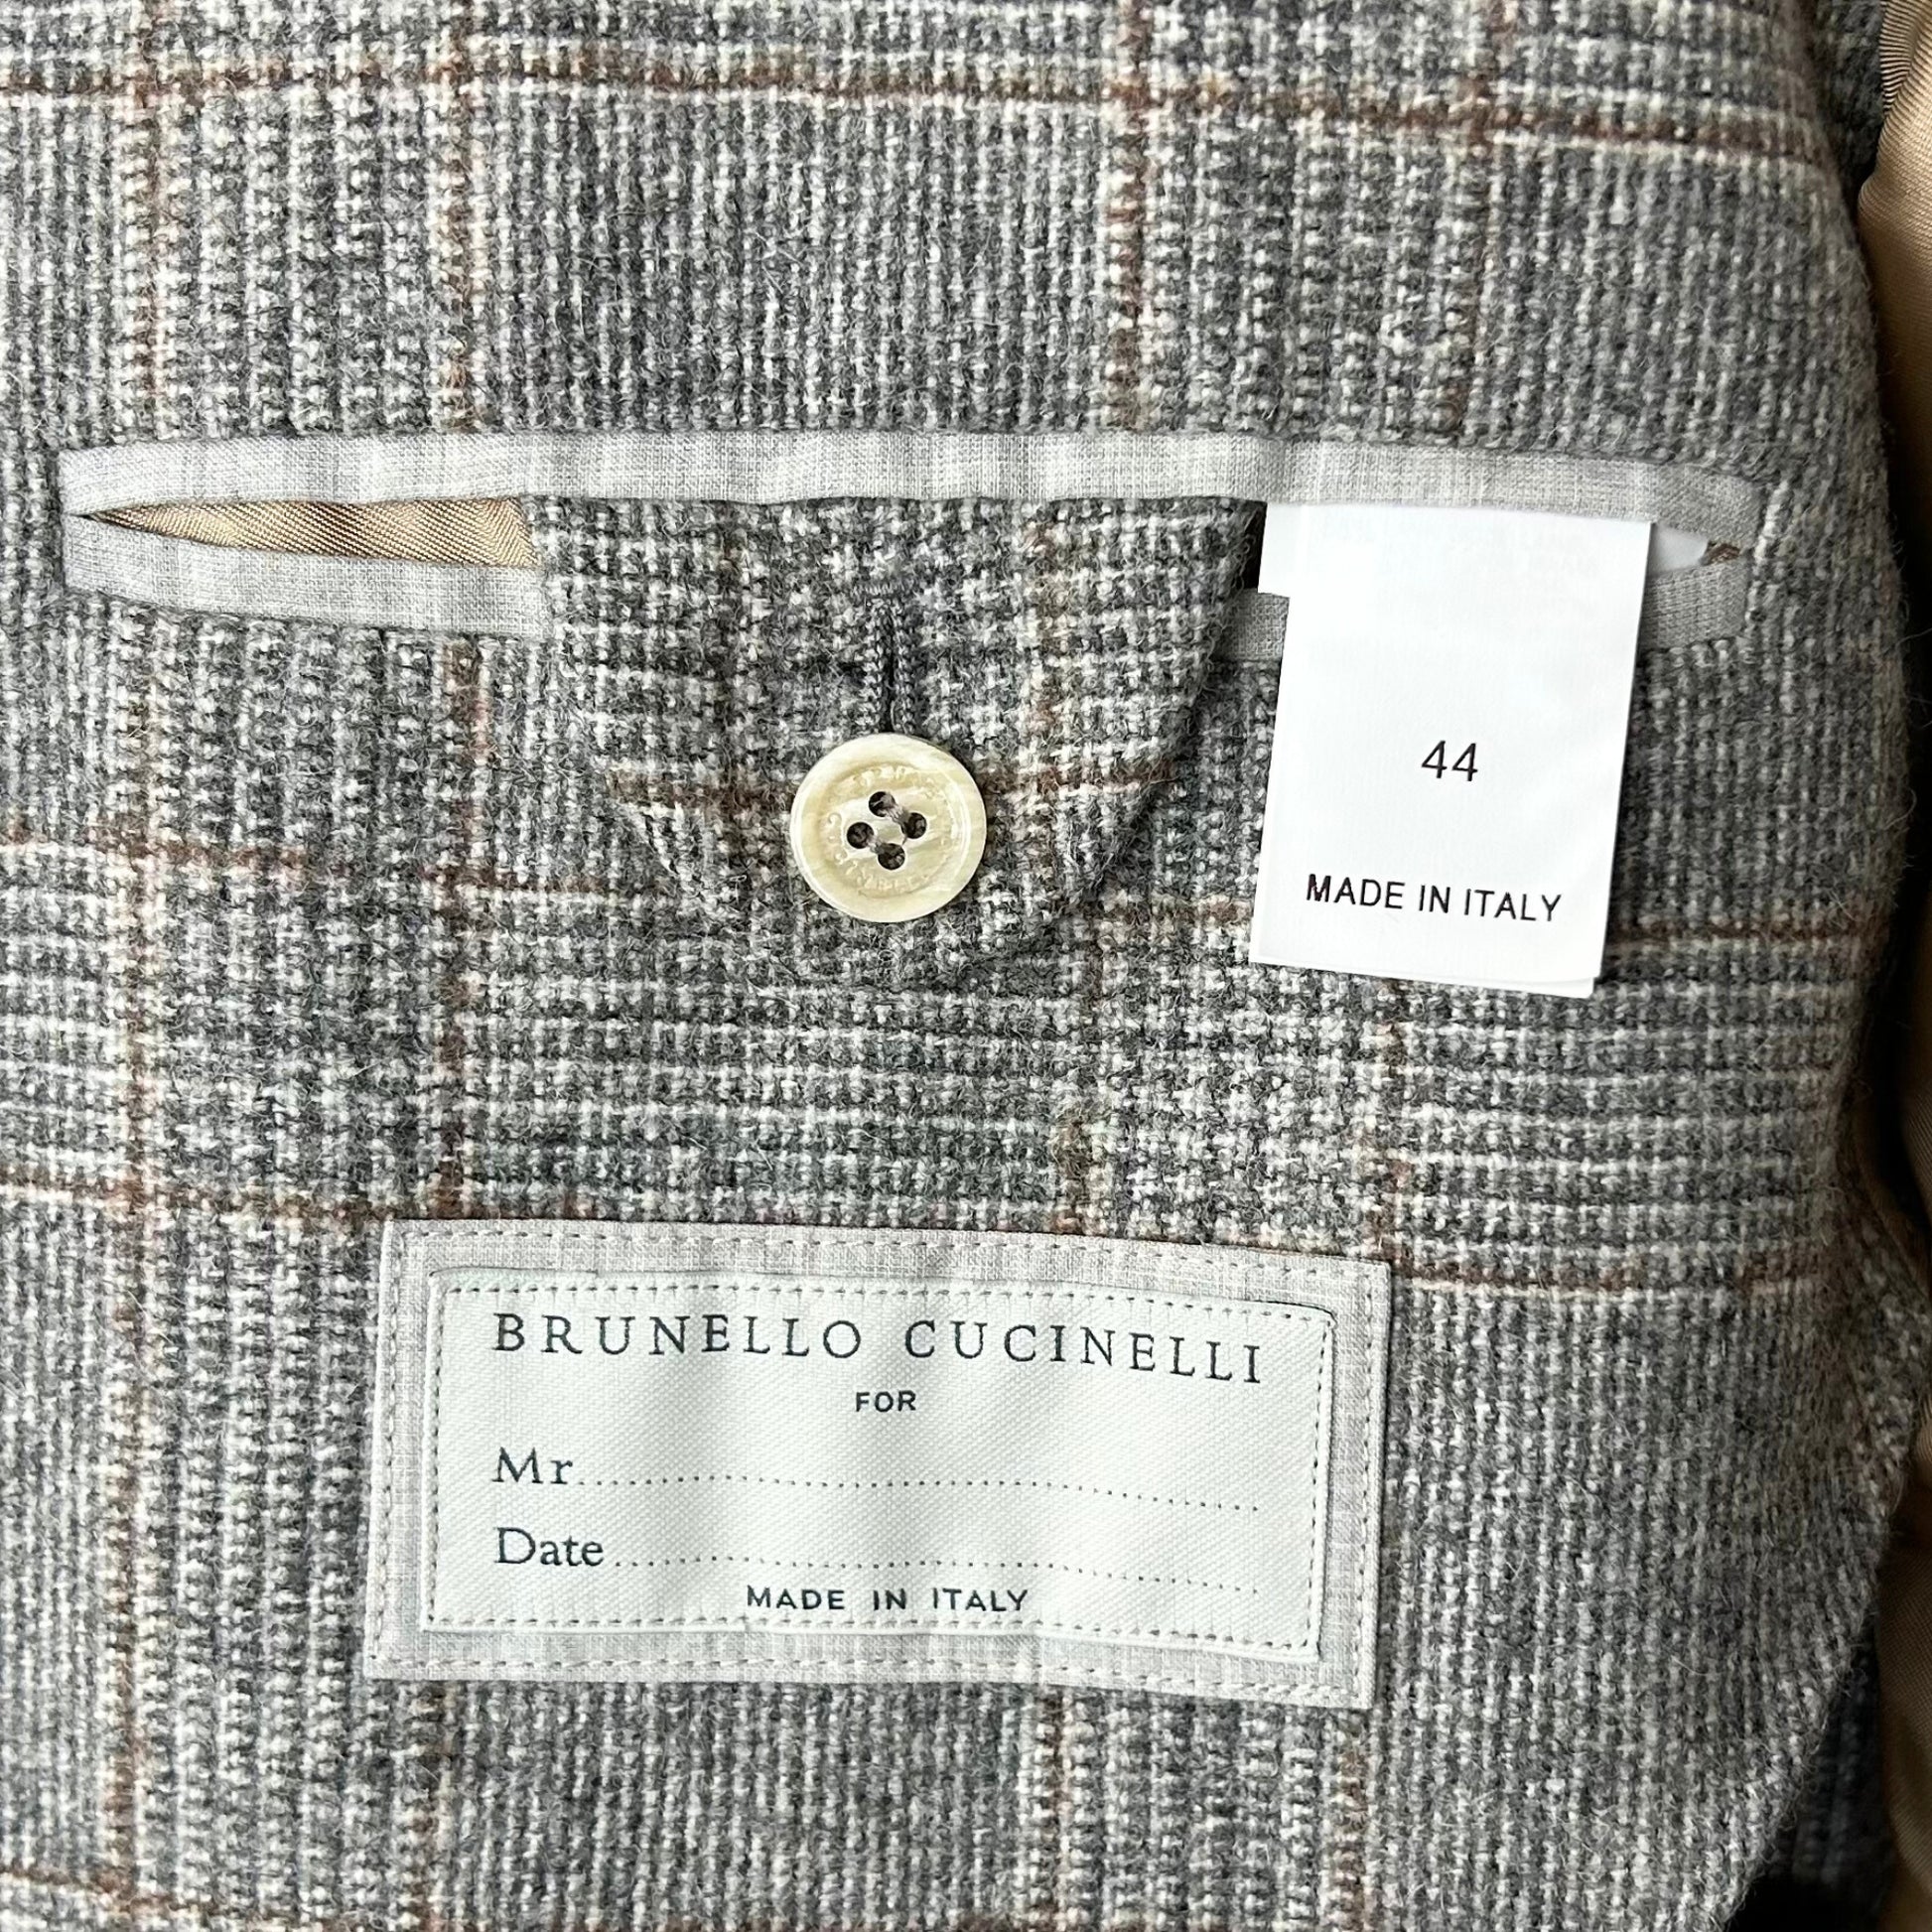 44
MADE IN ITALY
BRUNELLO CUCINELLI
FOR
Mr..............................
Date..............................
MADE IN ITALY